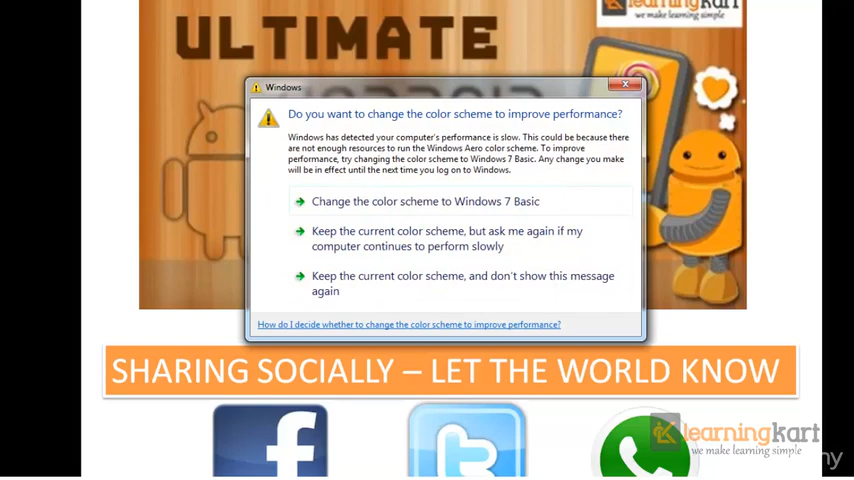 learningkart
we make learning simple
ULTIMATE
Windows
Do you want to change the color scheme to improve performance?
Windows has detected your computer's performance is slow. This could be because there
are not enough resources to run the Windows Aero color scheme. To improve
performance, try changing the color scheme to Windows 7 Basic. Any change you make
will be in effect until the next time you log on to Windows.
Change the color scheme to Windows 7 Basic
Keep the current color scheme, but ask me again if my
computer continues to perform slowly
Keep the current color scheme, and don't show this message
again
How do I decide whether to change the color scheme to improve performance?
SHARING SOCIALLY – LET THE WORLD KNOW
learningkart
we make learning simple